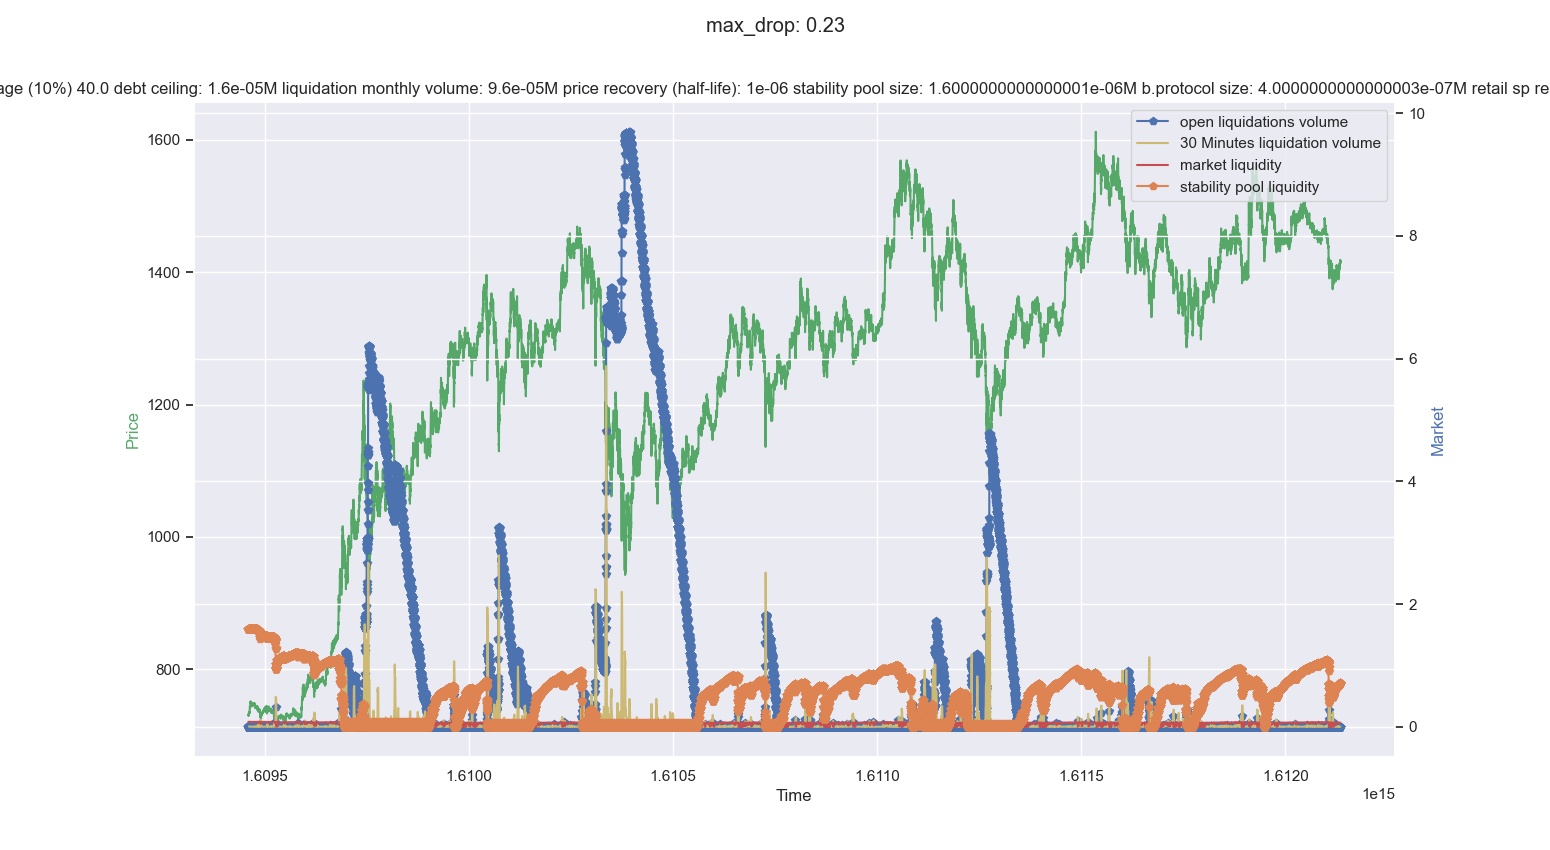 max_drop: 0.23
age (10%) 40.0 debt ceiling: 1.6e-05M liquidation monthly volume: 9.6e-05M price recovery (half-life): 1e-06 stability pool size: 1.6000000000000001e-06M b.protocol size: 4.0000000000000003e-07M retail sp re
open liquidations volume
30 Minutes liquidation volume
market liquidity
stability pool liquidity
1600
1400
1200
1000
800
Price
10
8
6
4
2
0
Market
1.6095
1.6100
1.6105
1.6110
1.6115
1.6120
1e15
Time